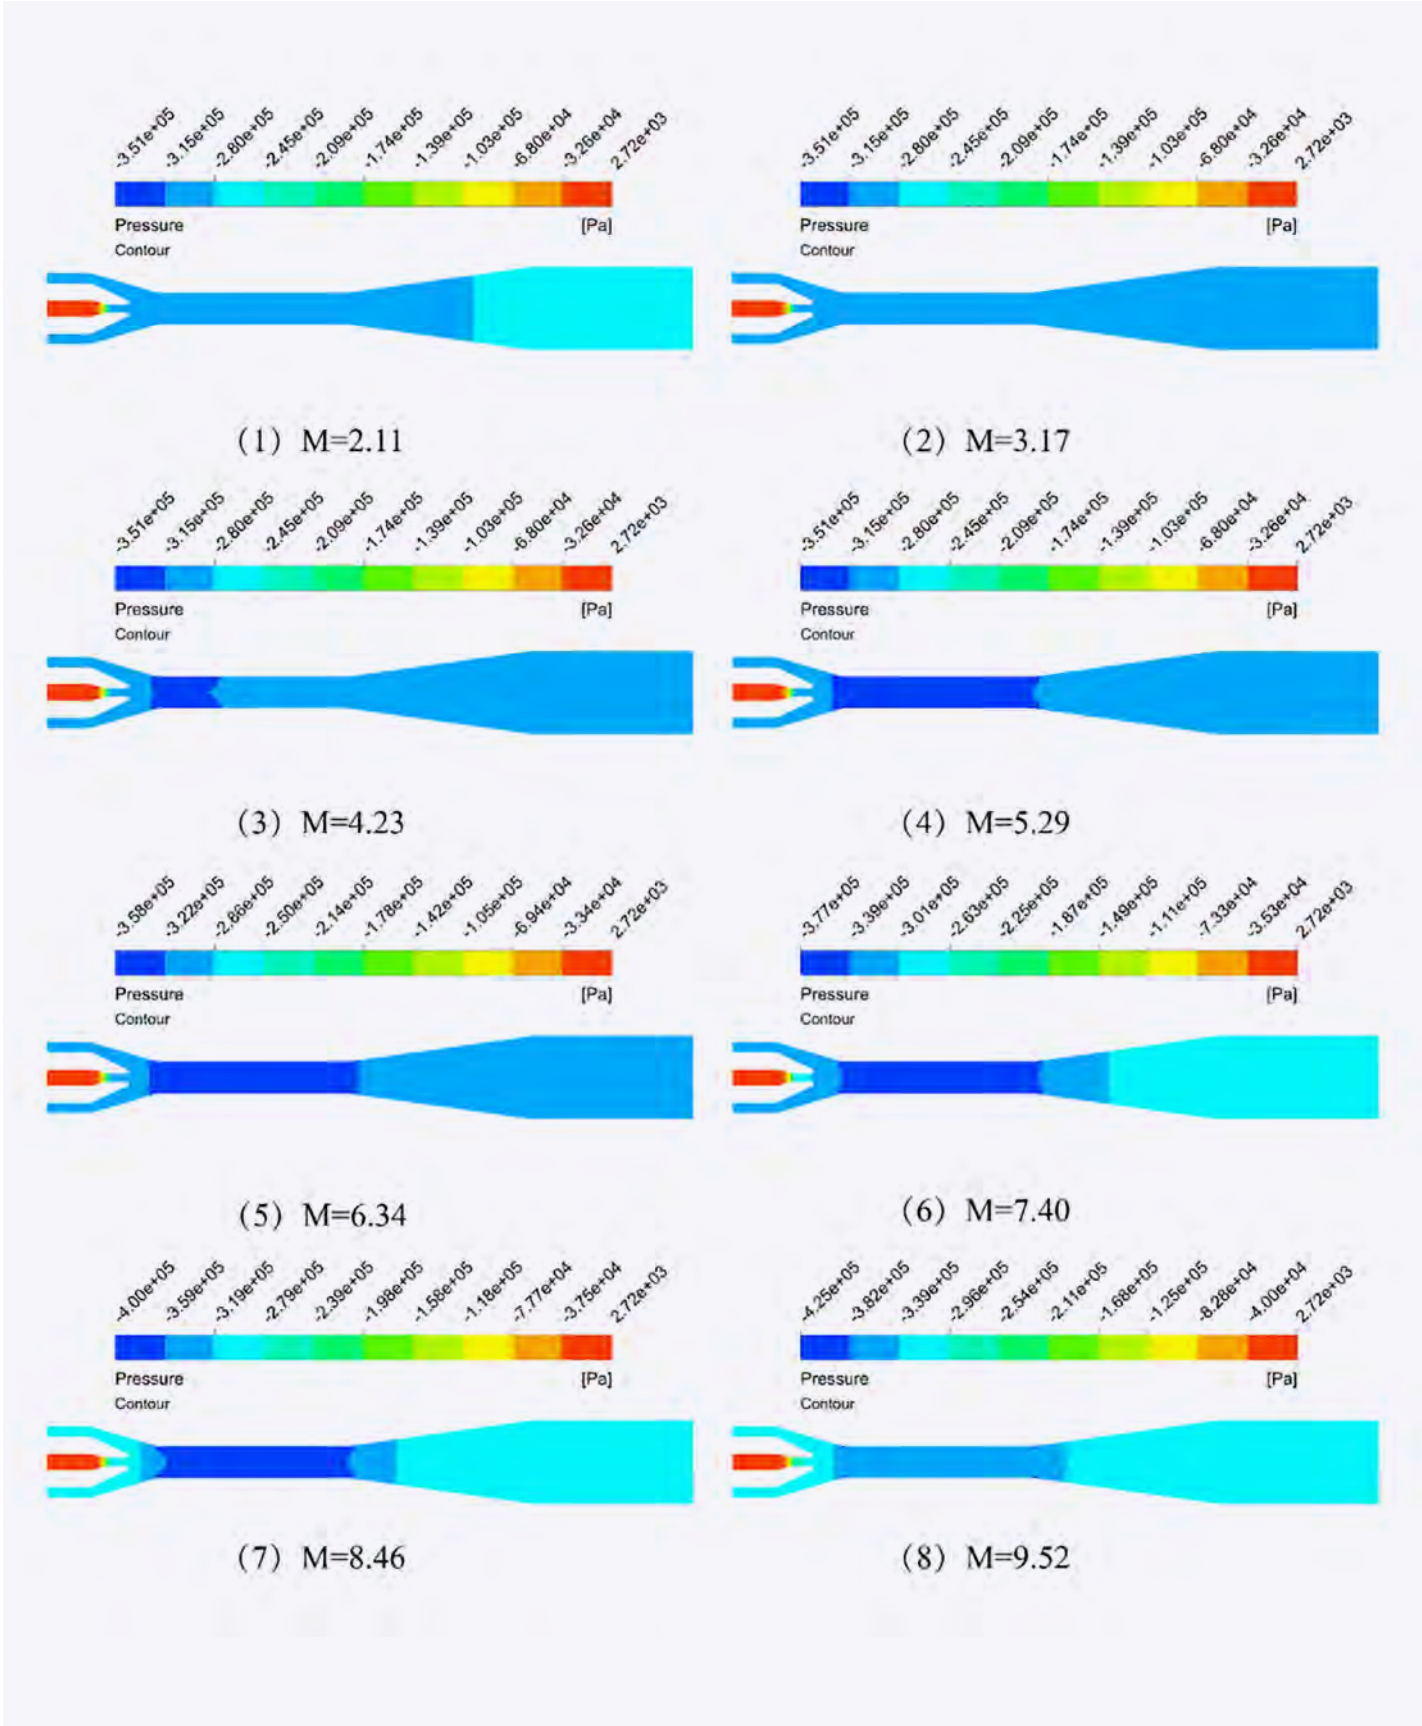 -3.51e+05 -3.15e+05 -2.80e+05 -2.45e+05 -2.09e+05 -1.74e+05 -1.39e+05 -1.03e+05 -6.80e+04 -3.26e+04 2.72e+03
Pressure [Pa]
Contour
(1) M=2.11
-3.51e+05 -3.15e+05 -2.80e+05 -2.45e+05 -2.09e+05 -1.74e+05 -1.39e+05 -1.03e+05 -6.80e+04 -3.26e+04 2.72e+03
Pressure [Pa]
Contour
(2) M=3.17
-3.51e+05 -3.15e+05 -2.80e+05 -2.45e+05 -2.09e+05 -1.74e+05 -1.39e+05 -1.03e+05 -6.80e+04 -3.26e+04 2.72e+03
Pressure [Pa]
Contour
(3) M=4.23
-3.51e+05 -3.15e+05 -2.80e+05 -2.45e+05 -2.09e+05 -1.74e+05 -1.39e+05 -1.03e+05 -6.80e+04 -3.26e+04 2.72e+03
Pressure [Pa]
Contour
(4) M=5.29
-3.58e+05 -3.22e+05 -2.86e+05 -2.50e+05 -2.14e+05 -1.78e+05 -1.42e+05 -1.05e+05 -6.94e+04 -3.34e+04 2.72e+03
Pressure [Pa]
Contour
(5) M=6.34
-3.77e+05 -3.39e+05 -3.01e+05 -2.63e+05 -2.25e+05 -1.87e+05 -1.49e+05 -1.11e+05 -7.33e+04 -3.53e+04 2.72e+03
Pressure [Pa]
Contour
(6) M=7.40
-4.00e+05 -3.59e+05 -3.19e+05 -2.79e+05 -2.39e+05 -1.98e+05 -1.58e+05 -1.18e+05 -7.77e+04 -3.75e+04 2.72e+03
Pressure [Pa]
Contour
(7) M=8.46
-4.25e+05 -3.82e+05 -3.39e+05 -2.96e+05 -2.54e+05 -2.11e+05 -1.68e+05 -1.25e+05 -8.28e+04 -4.00e+04 2.72e+03
Pressure [Pa]
Contour
(8) M=9.52